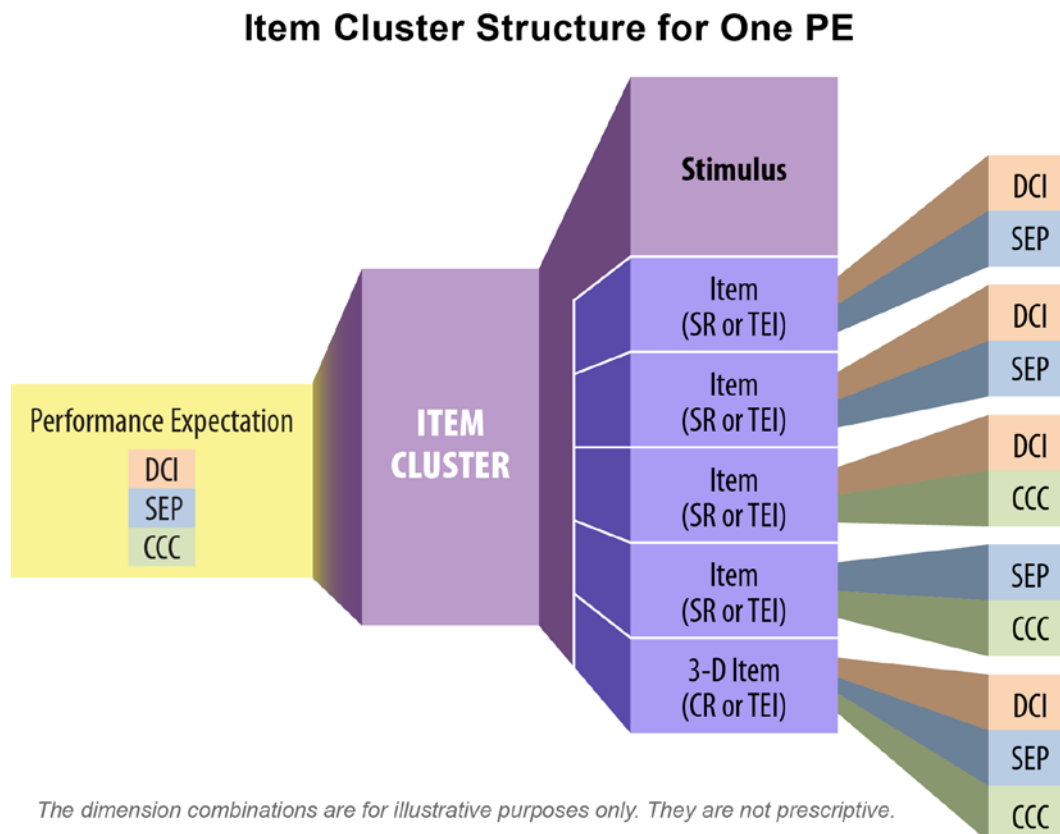 Item Cluster Structure for One PE
Performance Expectation
DCI
SEP
CCC
ITEM
CLUSTER
Stimulus
Item
(SR or TEI)
Item
(SR or TEI)
Item
(SR or TEI)
Item
(SR or TEI)
3-D Item
(CR or TEI)
DCI
SEP
DCI
SEP
DCI
CCC
SEP
CCC
DCI
SEP
CCC
The dimension combinations are for illustrative purposes only. They are not prescriptive.